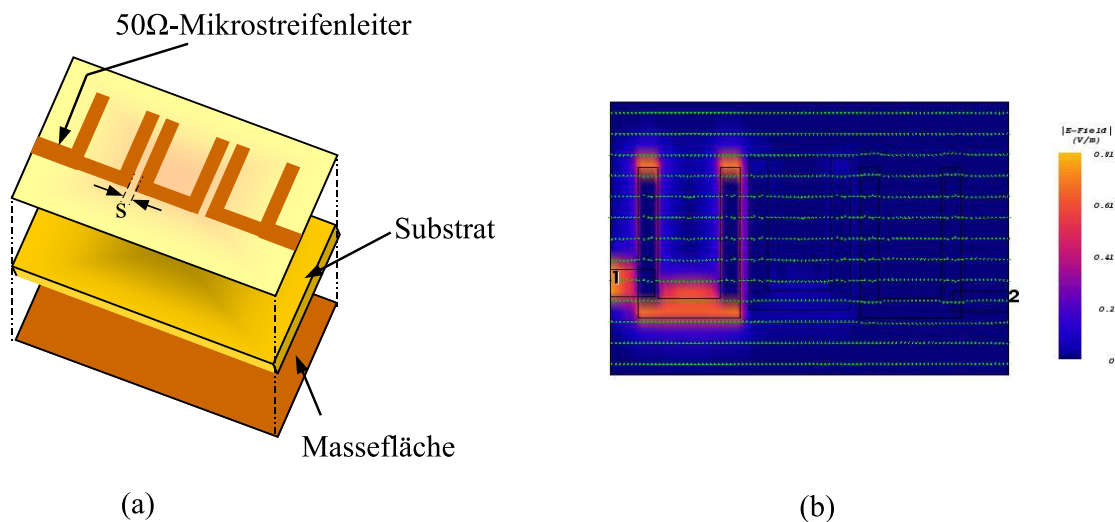 50Ω-Mikrostreifenleiter
S
Substrat
Massefläche
(a)
1
2
|E-Field|
(V/m)
0.81
0.61
0.41
0.2
0
(b)